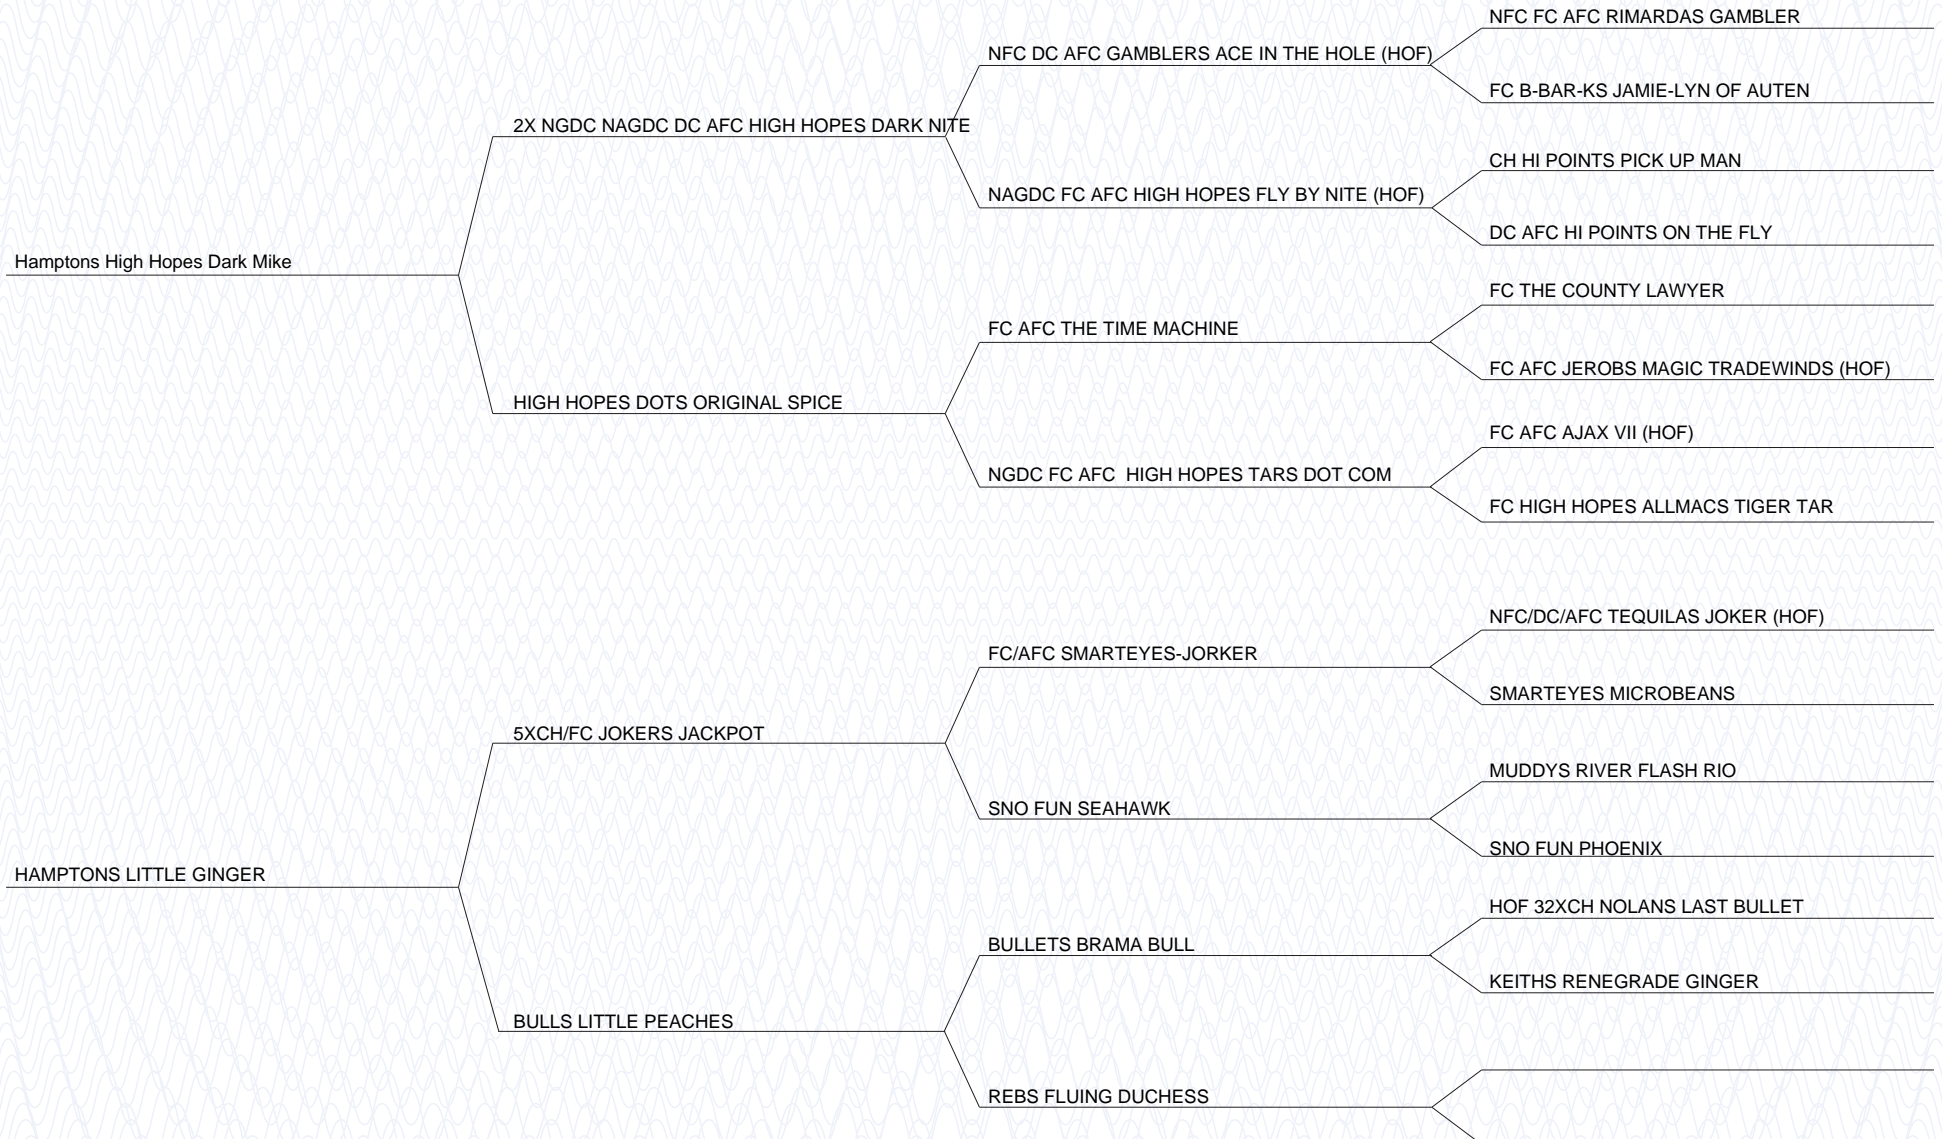 NFC FC AFC RIMARDAS GAMBLER
NFC DC AFC GAMBLERS ACE IN THE HOLE (HOF)
FC B-BAR-KS JAMIE-LYN OF AUTEN
2X NGDC NAGDC DC AFC HIGH HOPES DARK NITE
CH HI POINTS PICK UP MAN
NAGDC FC AFC HIGH HOPES FLY BY NITE (HOF)
DC AFC HI POINTS ON THE FLY
Hamptons High Hopes Dark Mike
FC THE COUNTY LAWYER
FC AFC THE TIME MACHINE
FC AFC JEROBS MAGIC TRADEWINDS (HOF)
HIGH HOPES DOTS ORIGINAL SPICE
FC AFC AJAX VII (HOF)
NGDC FC AFC  HIGH HOPES TARS DOT COM
FC HIGH HOPES ALLMACS TIGER TAR
NFC/DC/AFC TEQUILAS JOKER (HOF)
FC/AFC SMARTEYES-JORKER
SMARTEYES MICROBEANS
5XCH/FC JOKERS JACKPOT
MUDDYS RIVER FLASH RIO
SNO FUN SEAHAWK
SNO FUN PHOENIX
HAMPTONS LITTLE GINGER
HOF 32XCH NOLANS LAST BULLET
BULLETS BRAMA BULL
KEITHS RENEGRADE GINGER
BULLS LITTLE PEACHES
REBS FLUING DUCHESS